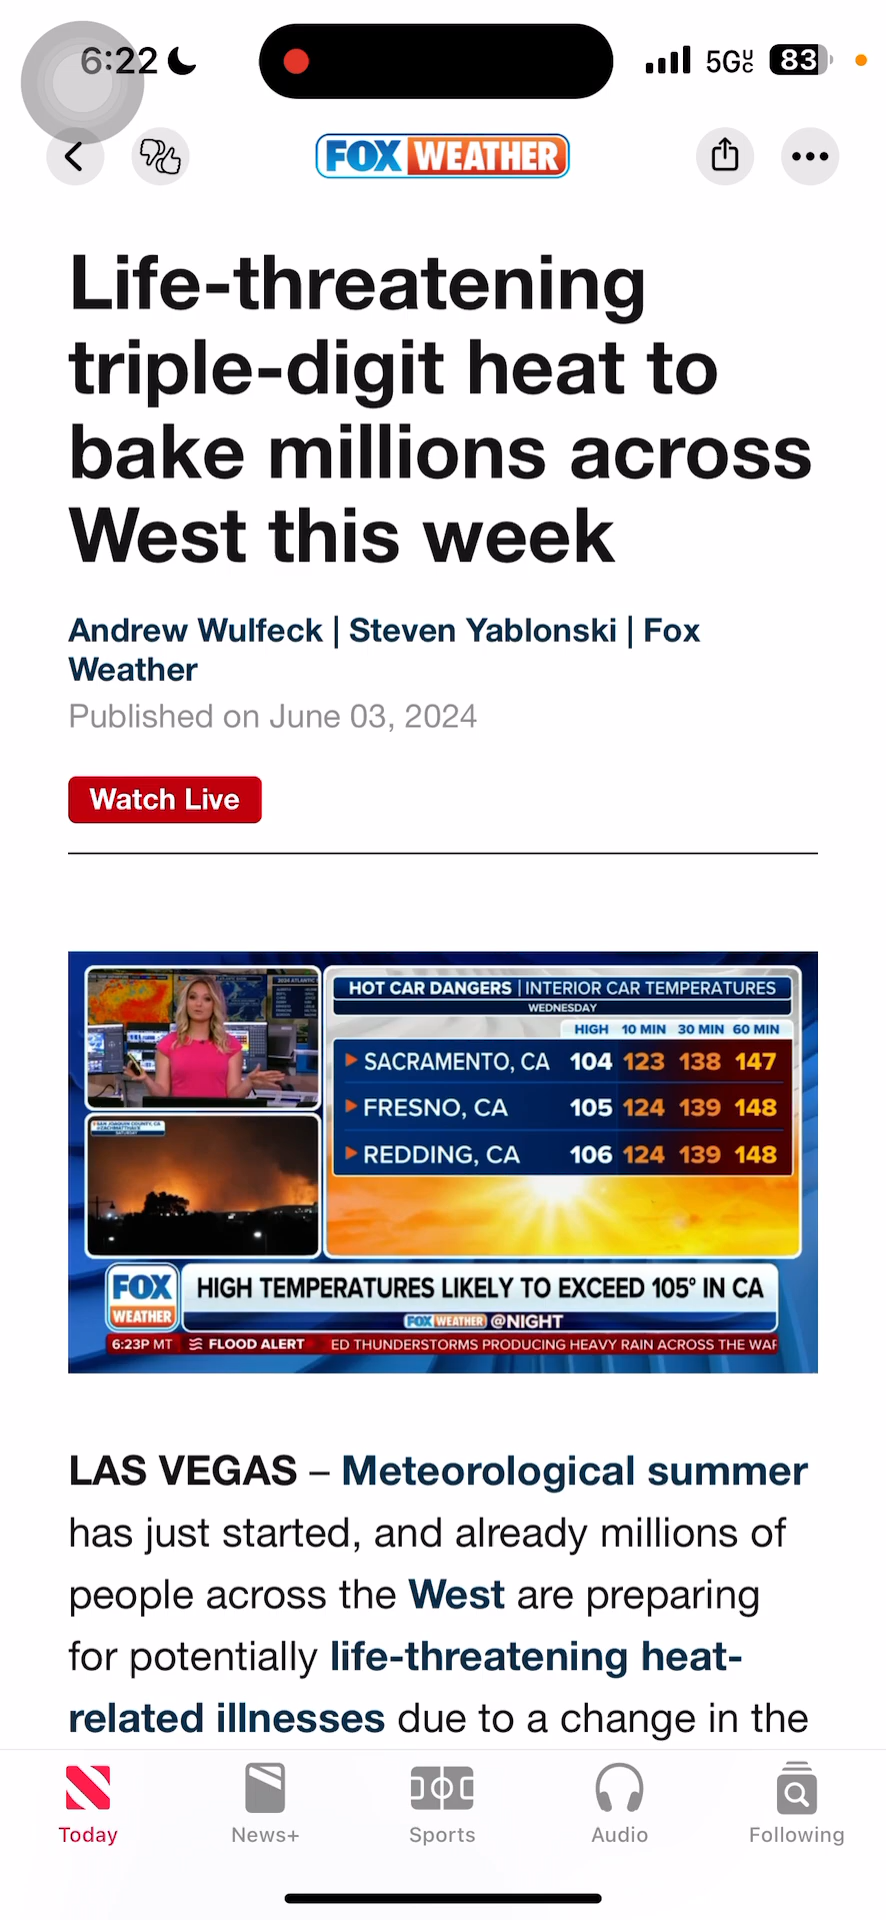 6:22
5GUC
83
FOX WEATHER
Life-threatening
triple-digit heat to
bake millions across
West this week
Andrew Wulfeck | Steven Yablonski | Fox
Weather
Published on June 03, 2024
Watch Live
HOT CAR DANGERS | INTERIOR CAR TEMPERATURES
WEDNESDAY
HIGH 10 MIN 30 MIN 60 MIN
SACRAMENTO, CA 104 123 138 147
FRESNO, CA 105 124 139 148
REDDING, CA 106 124 139 148
FOX WEATHER
HIGH TEMPERATURES LIKELY TO EXCEED 105° IN CA
FOX WEATHER @NIGHT
6:23P MT FLOOD ALERT ED THUNDERSTORMS PRODUCING HEAVY RAIN ACROSS THE WAR
LAS VEGAS – Meteorological summer
has just started, and already millions of
people across the West are preparing
for potentially life-threatening heat-
related illnesses due to a change in the
Today
News+
Sports
Audio
Following